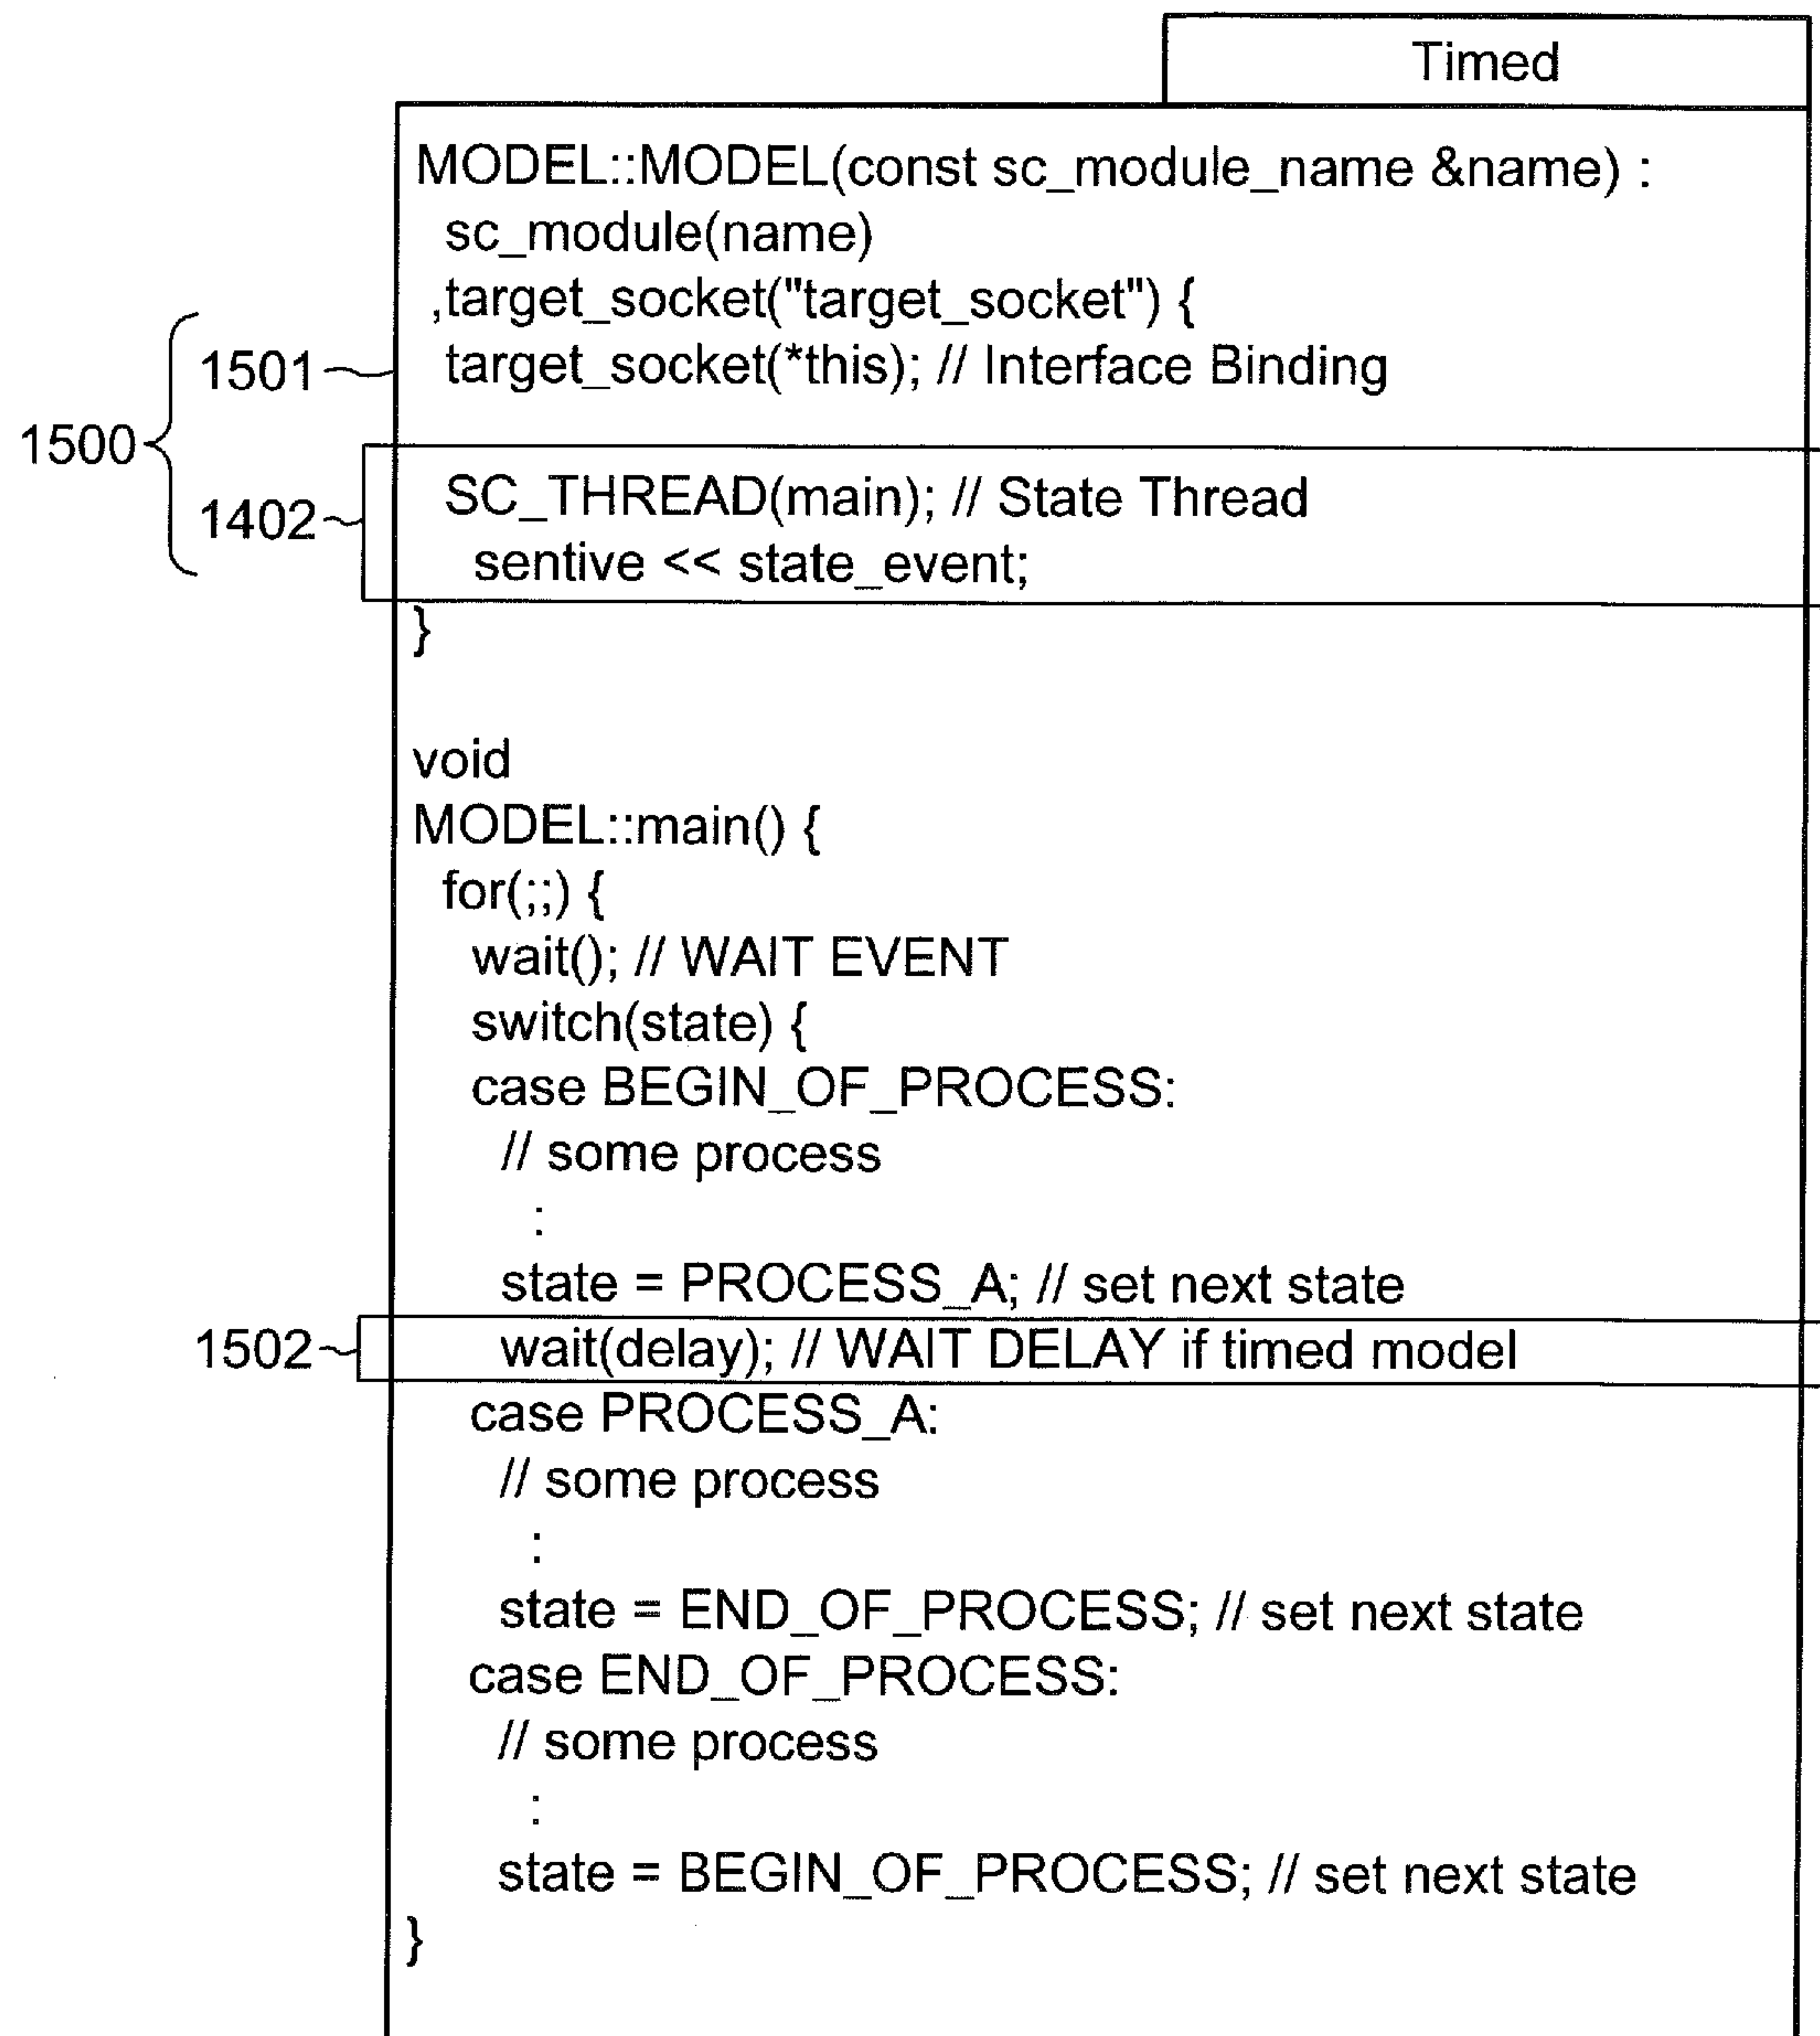 Timed
MODEL::MODEL(const sc_module_name &name) :
sc_module(name)
,target_socket("target_socket") {
1501
target_socket(*this); // Interface Binding
1500
SC_THREAD(main); // State Thread
1402
sentive << state_event;
}
void
MODEL::main() {
for(;;) {
wait(); // WAIT EVENT
switch(state) {
case BEGIN_OF_PROCESS:
// some process
:
state = PROCESS_A; // set next state
1502
wait(delay); // WAIT DELAY if timed model
case PROCESS_A:
// some process
:
state = END_OF_PROCESS; // set next state
case END_OF_PROCESS:
// some process
:
state = BEGIN_OF_PROCESS; // set next state
}